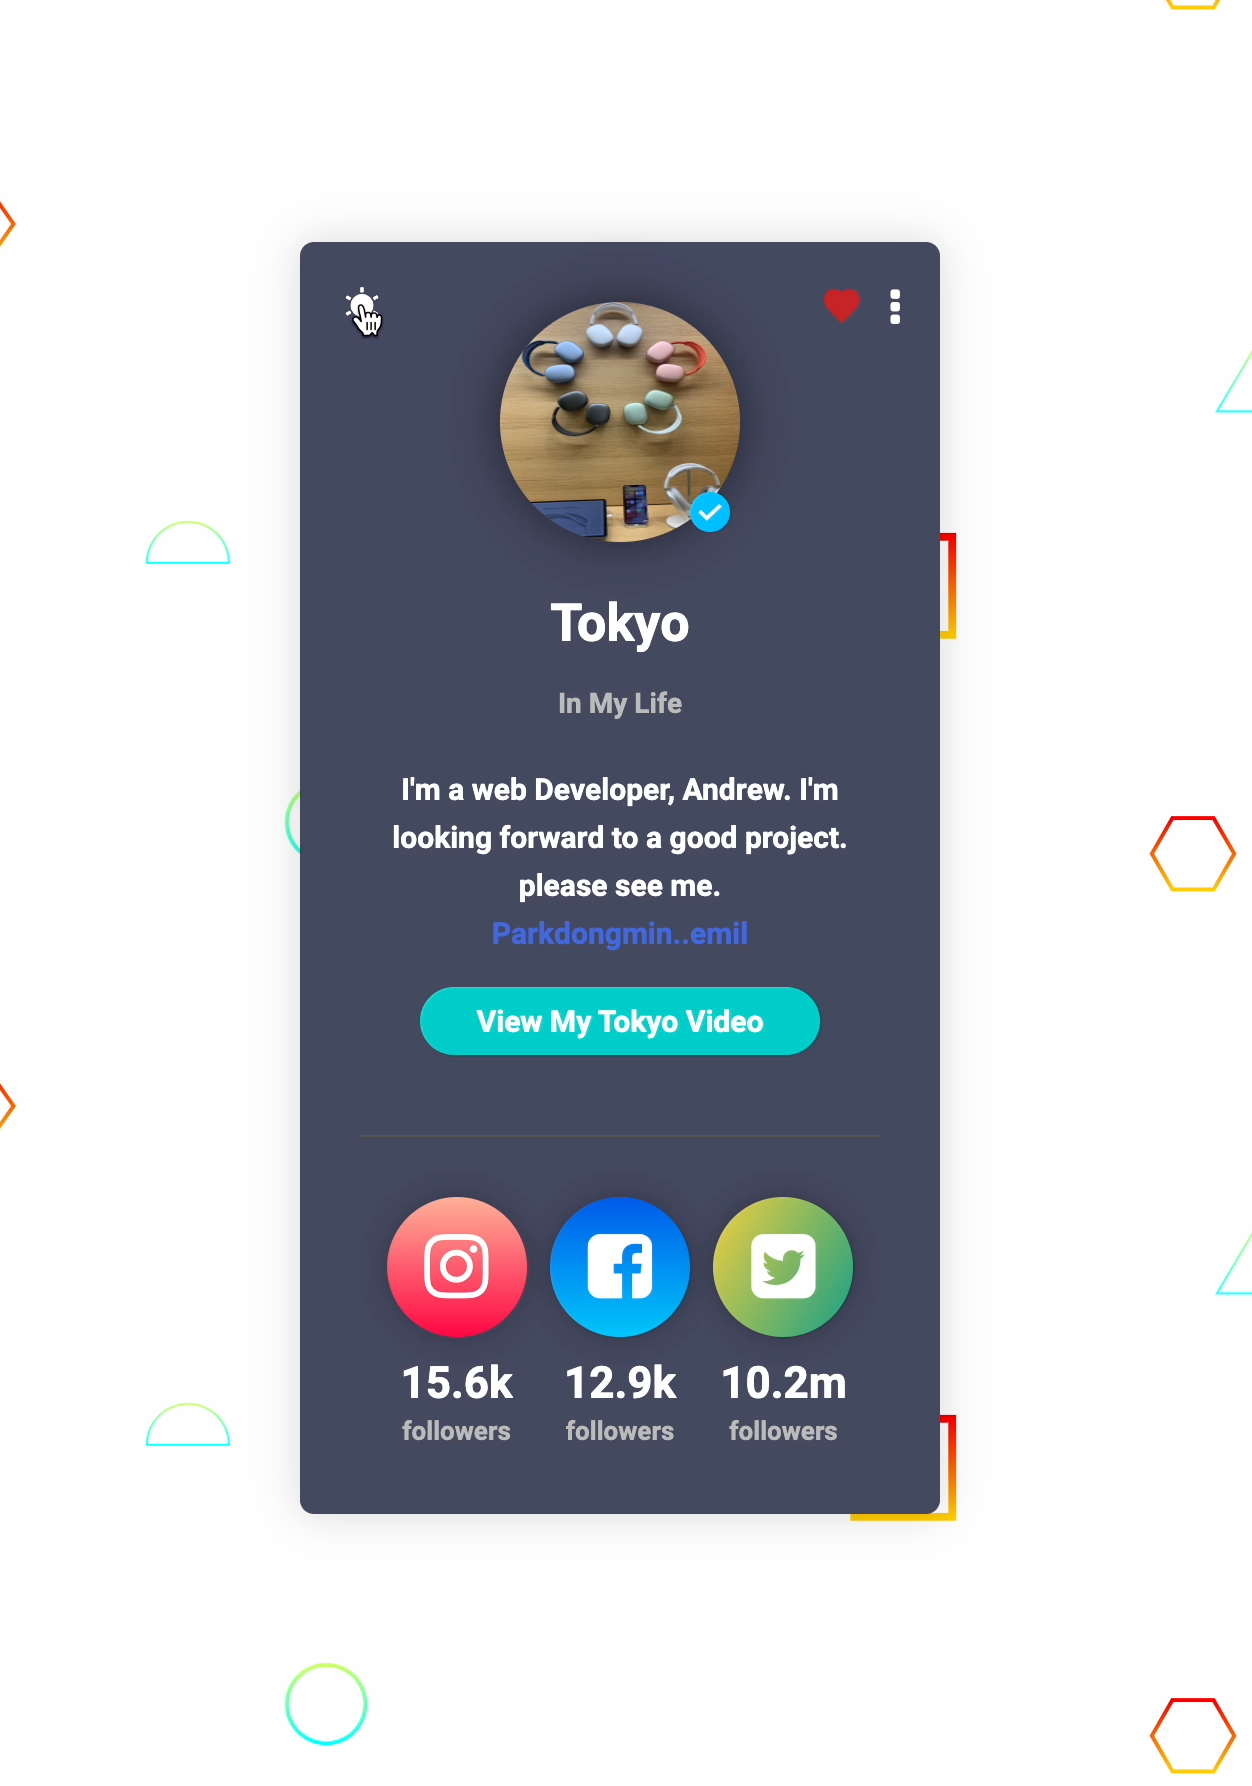 Tokyo
In My Life
I'm a web Developer, Andrew. I'm
looking forward to a good project.
please see me.
Parkdongmin..emil
View My Tokyo Video
15.6k 12.9k 10.2m
followers followers followers